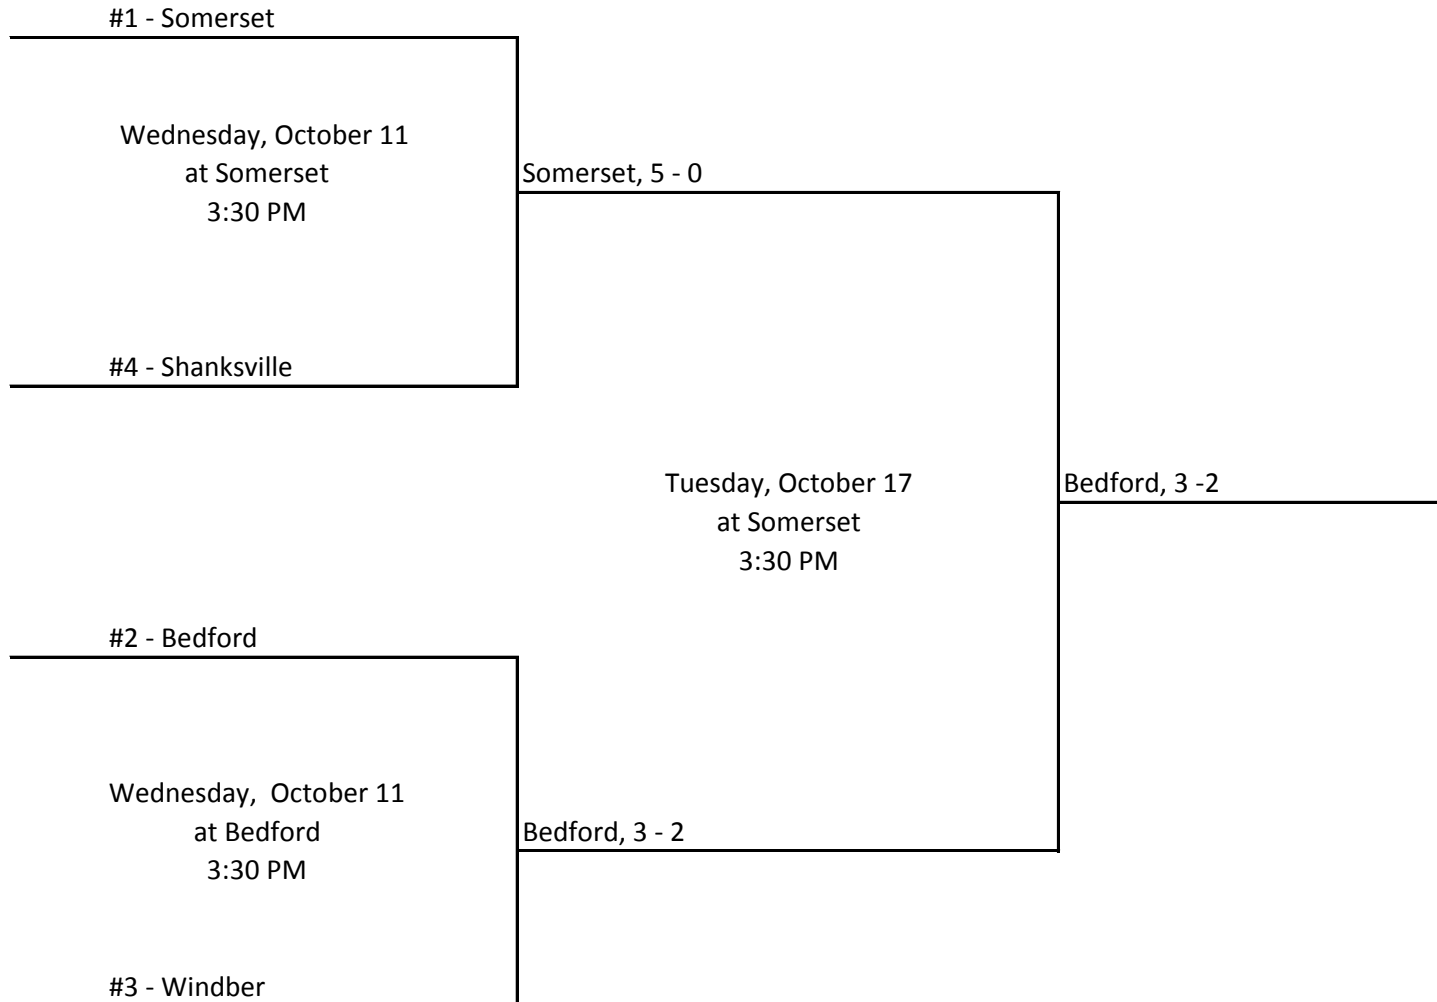 #1 - Somerset
Wednesday, October 11
at Somerset
3:30 PM
Somerset, 5 - 0
#4 - Shanksville
Tuesday, October 17
at Somerset
3:30 PM
Bedford, 3 -2
#2 - Bedford
Wednesday,  October 11
at Bedford
3:30 PM
Bedford, 3 - 2
#3 - Windber